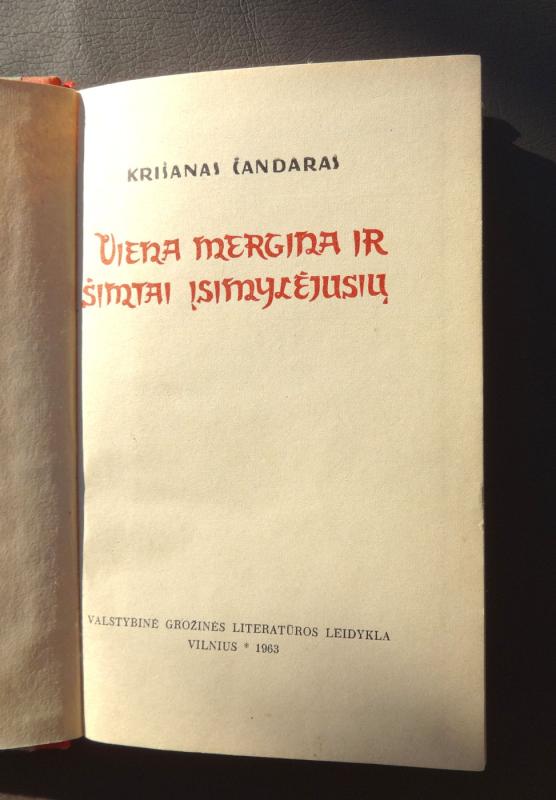 KRIŠANAS ČANDARAS
VIENA MERGINA IR
ŠIMTAI ĮSIMYLĖJUSIŲ
VALSTYBINĖ GROŽINĖS LITERATŪROS LEIDYKLA
VILNIUS * 1963